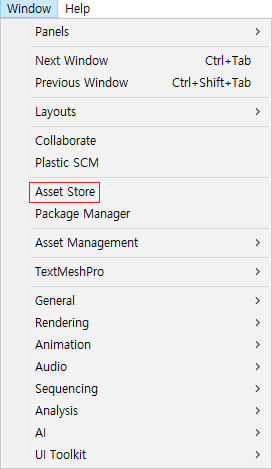 Window Help
Panels
Next Window Ctrl+Tab
Previous Window Ctrl+Shift+Tab
Layouts
Collaborate
Plastic SCM
Asset Store
Package Manager
Asset Management
TextMeshPro
General
Rendering
Animation
Audio
Sequencing
Analysis
AI
UI Toolkit